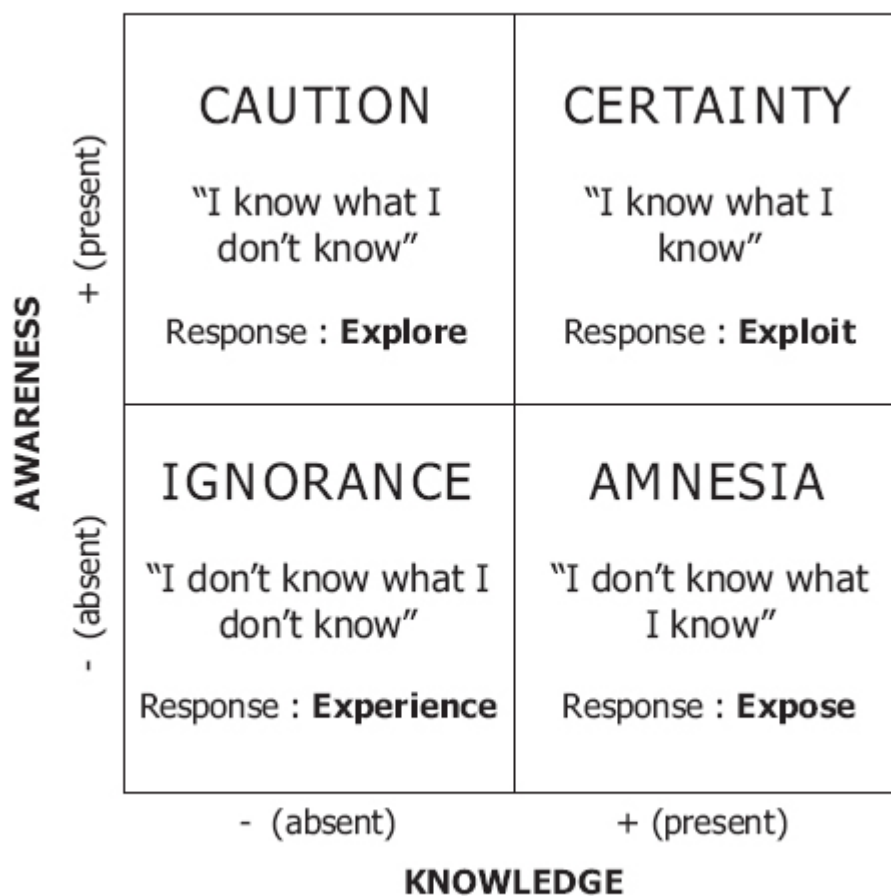 CAUTION
“I know what I
don’t know”
Response : Explore
CERTAINTY
“I know what I
know”
Response : Exploit
IGNORANCE
“I don’t know what I
don’t know”
Response : Experience
AMNESIA
“I don’t know what
I know”
Response : Expose
AWARENESS
+ (present)
- (absent)
- (absent)
+ (present)
KNOWLEDGE